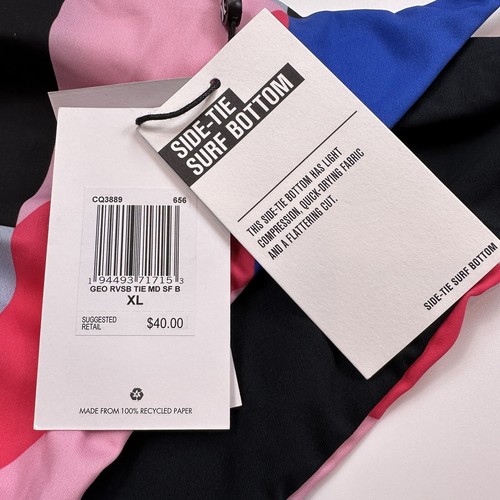 SIDE-TIE
SURF BOTTOM
THIS SIDE-TIE BOTTOM HAS LIGHT
COMPRESSION, QUICK-DRYING FABRIC
AND A FLATTERING CUT.
SIDE-TIE SURF BOTTOM
CQ3889 656
1 94493 71715 3
GEO RVSB TIE MD SF B
XL
SUGGESTED
RETAIL $40.00
MADE FROM 100% RECYCLED PAPER